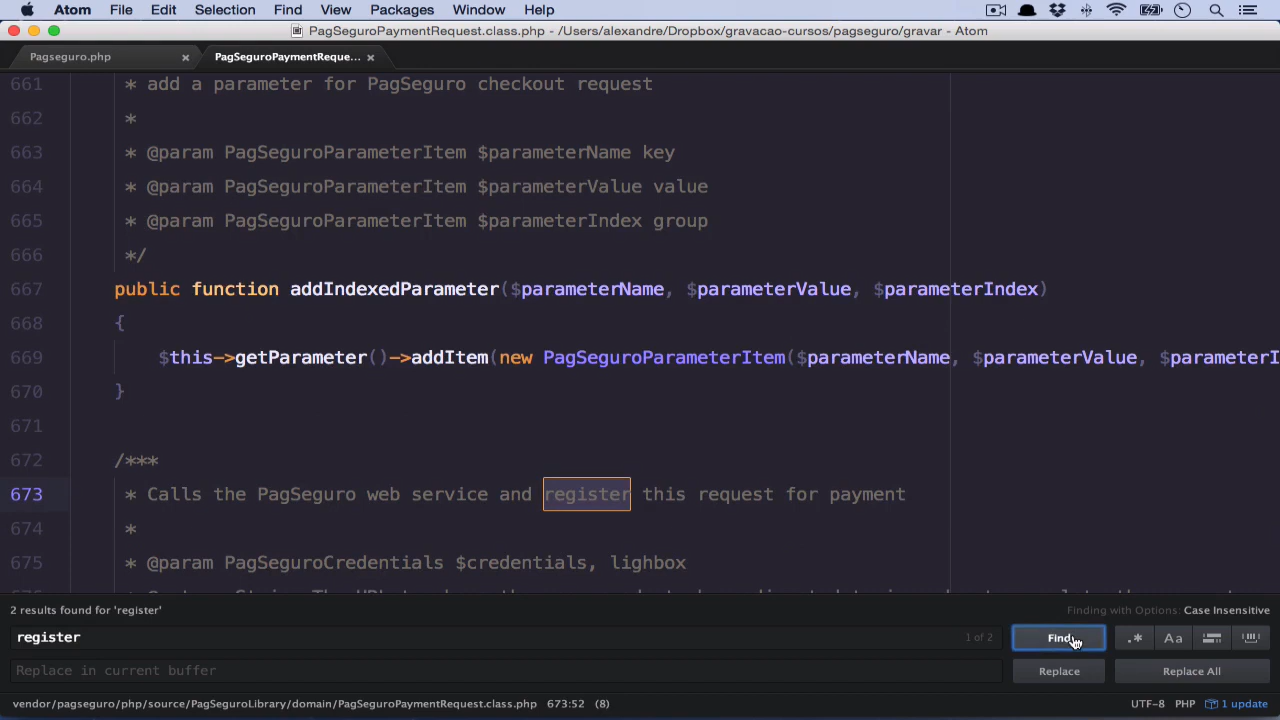 Atom File Edit Selection Find View Packages Window Help
PagSeguroPaymentRequest.class.php - /Users/alexandre/Dropbox/gravacao-cursos/pagseguro/gravar - Atom
Pagseguro.php × PagSeguroPaymentReque... ×
661 * add a parameter for PagSeguro checkout request
662 *
663 * @param PagSeguroParameterItem $parameterName key
664 * @param PagSeguroParameterItem $parameterValue value
665 * @param PagSeguroParameterItem $parameterIndex group
666 */
667 public function addIndexedParameter($parameterName, $parameterValue, $parameterIndex)
668 {
669 $this->getParameter()->addItem(new PagSeguroParameterItem($parameterName, $parameterValue, $parameterI
670 }
671
672 /***
673 * Calls the PagSeguro web service and register this request for payment
674 *
675 * @param PagSeguroCredentials $credentials, lighbox
2 results found for 'register' Finding with Options: Case Insensitive
register 1 of 2 Find .* Aa
Replace in current buffer Replace Replace All
vendor/pagseguro/php/source/PagSeguroLibrary/domain/PagSeguroPaymentRequest.class.php 673:52 (8) UTF-8 PHP 1 update